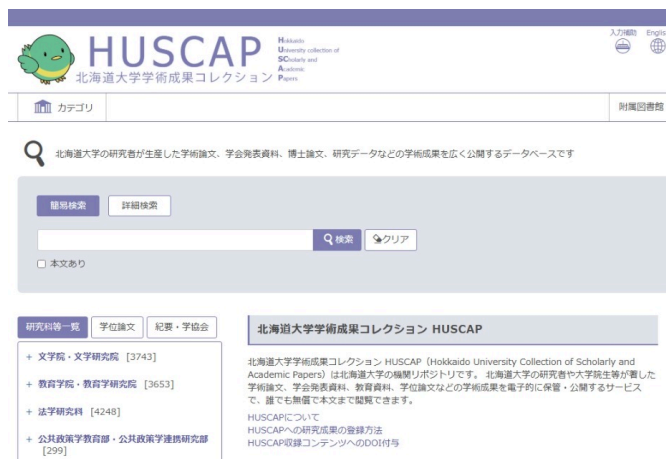 HUSCAP
北海道大学学術成果コレクション
Hokkaido
University collection of
SCholarly and
Academic
Papers
入力補助 English
カテゴリ
附属図書館
北海道大学の研究者が生産した学術論文、学会発表資料、博士論文、研究データなどの学術成果を広く公開するデータベースです
簡易検索 詳細検索
検索 クリア
本文あり
研究科等一覧 学位論文 紀要・学協会
+ 文学院・文学研究院 [3743]
+ 教育学院・教育学研究院 [3653]
+ 法学研究科 [4248]
+ 公共政策学教育部・公共政策学連携研究部
[299]
北海道大学学術成果コレクション HUSCAP
北海道大学学術成果コレクション HUSCAP（Hokkaido University Collection of Scholarly and
Academic Papers）は北海道大学の機関リポジトリです。 北海道大学の研究者や大学院生等が著した
学術論文、学会発表資料、教育資料、学位論文などの学術成果を電子的に保管・公開するサービス
で、誰でも無償で本文まで閲覧できます。
HUSCAPについて
HUSCAPへの研究成果の登録方法
HUSCAP収録コンテンツへのDOI付与